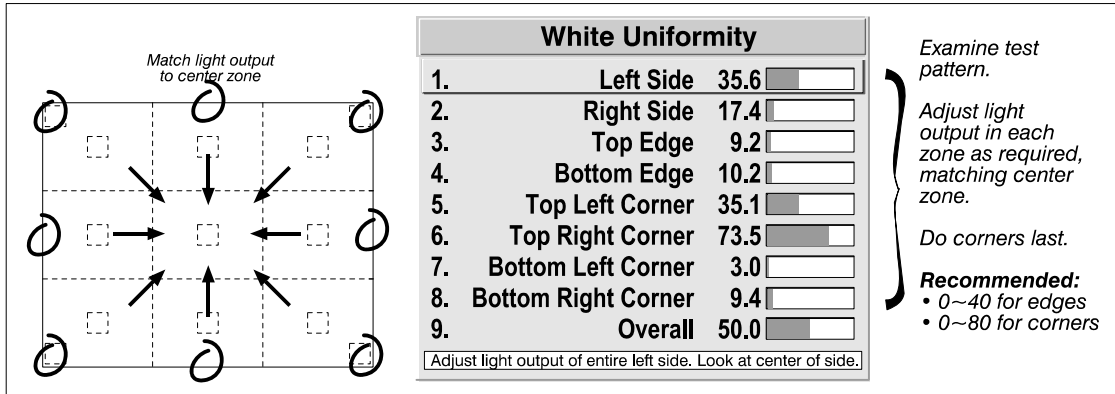 Match light output
to center zone
White Uniformity
1. Left Side 35.6
2. Right Side 17.4
3. Top Edge 9.2
4. Bottom Edge 10.2
5. Top Left Corner 35.1
6. Top Right Corner 73.5
7. Bottom Left Corner 3.0
8. Bottom Right Corner 9.4
9. Overall 50.0
Adjust light output of entire left side. Look at center of side.
Examine test
pattern.
Adjust light
output in each
zone as required,
matching center
zone.
Do corners last.
Recommended:
• 0~40 for edges
• 0~80 for corners